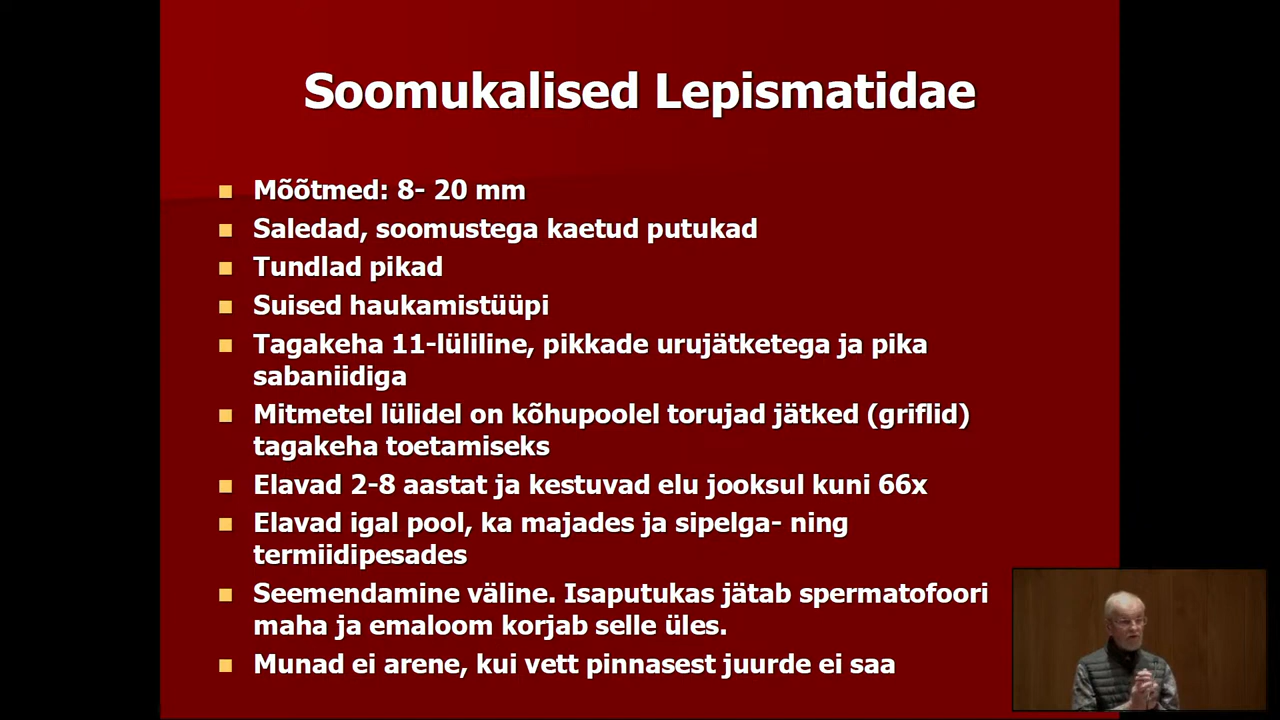 Soomukalised Lepismatidae
Mõõtmed: 8- 20 mm
Saledad, soomustega kaetud putukad
Tundlad pikad
Suised haukamistüüpi
Tagakeha 11-lüliline, pikkade urujätketega ja pika
sabaniidiga
Mitmetel lülidel on kõhupoolel torujad jätked (griflid)
tagakeha toetamiseks
Elavad 2-8 aastat ja kestuvad elu jooksul kuni 66x
Elavad igal pool, ka majades ja sipelga- ning
termiidipesades
Seemendamine väline. Isaputukas jätab spermatofoori
maha ja emaloom korjab selle üles.
Munad ei arene, kui vett pinnasest juurde ei saa